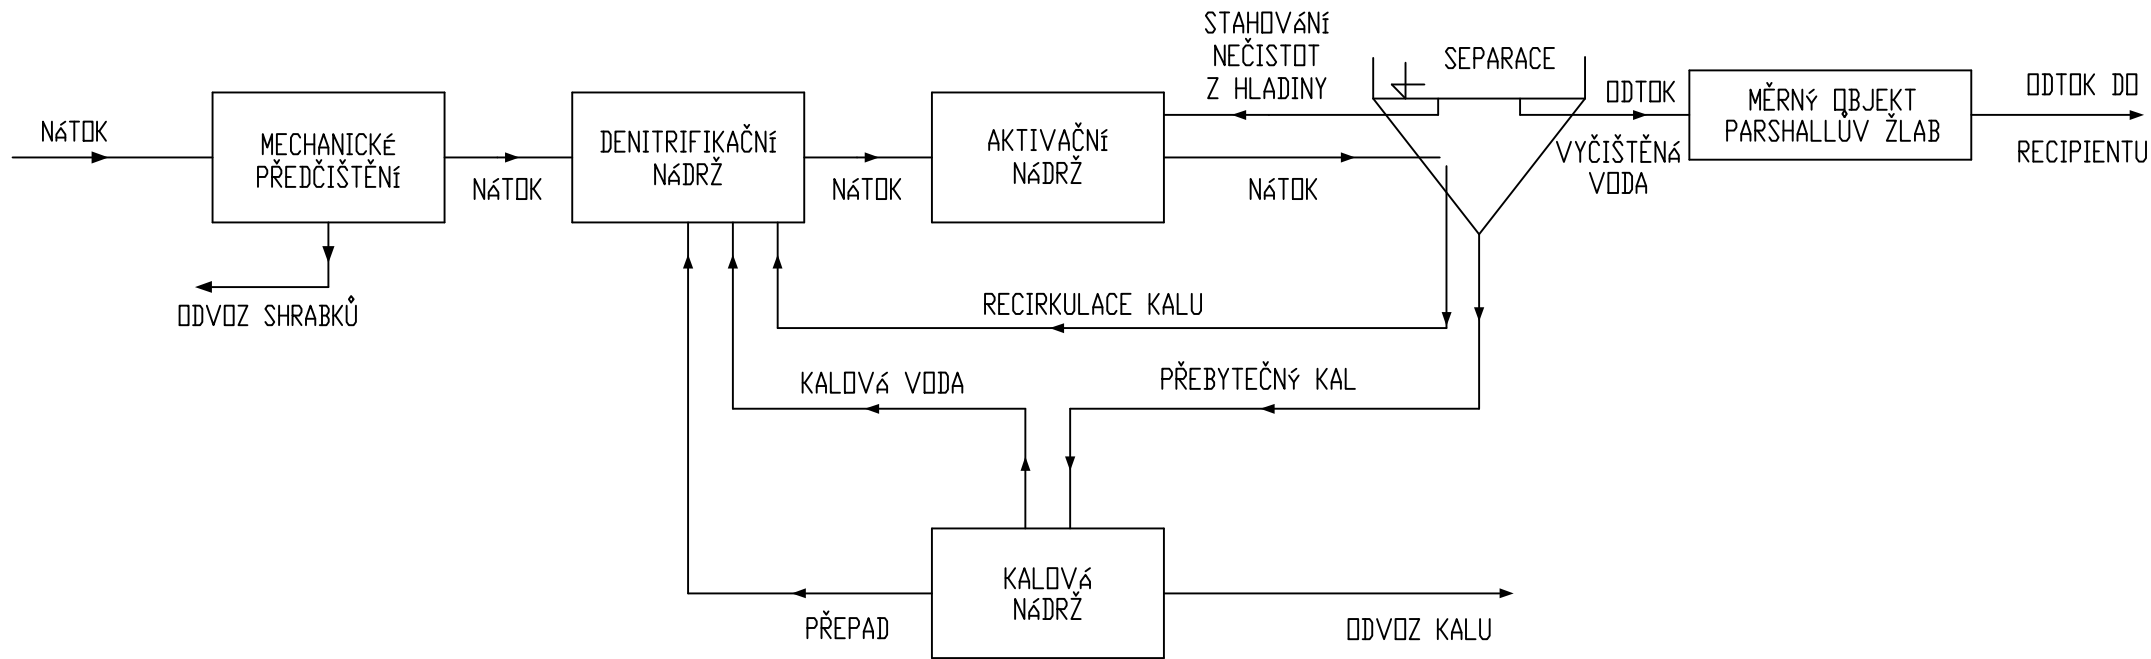 STAHOVÁNÍ
NEČISTOT
Z HLADINY
SEPARACE
NÁTOK
MECHANICKÉ
PŘEDČIŠTĚNÍ
NÁTOK
DENITRIFIKAČNÍ
NÁDRŽ
NÁTOK
AKTIVAČNÍ
NÁDRŽ
NÁTOK
ODTOK
VYČIŠTĚNÁ
VODA
MĚRNÝ OBJEKT
PARSHALLŮV ŽLAB
ODTOK DO
RECIPIENTU
ODVOZ SHRABKŮ
RECIRKULACE KALU
KALOVÁ VODA
PŘEBYTEČNÝ KAL
KALOVÁ
NÁDRŽ
PŘEPAD
ODVOZ KALU